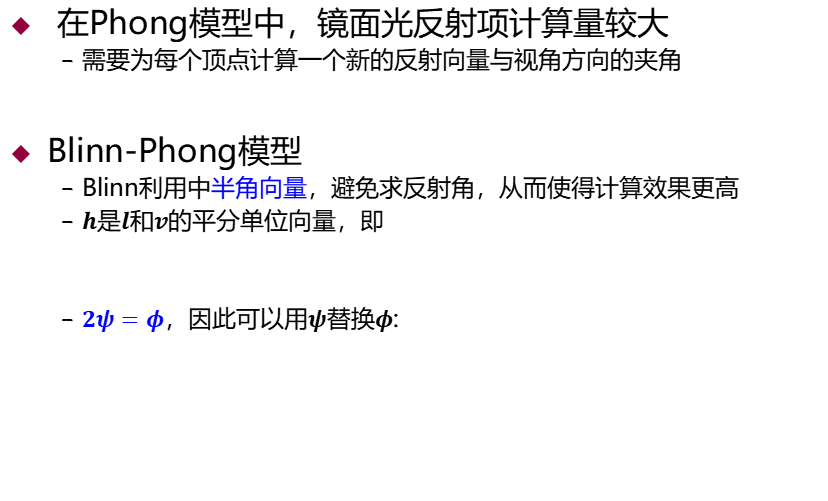 ◆ 在Phong模型中，镜面光反射项计算量较大
– 需要为每个顶点计算一个新的反射向量与视角方向的夹角
◆ Blinn-Phong模型
– Blinn利用中半角向量，避免求反射角，从而使得计算效果更高
– h是l和v的平分单位向量，即
– 2ψ = ϕ，因此可以用ψ替换ϕ: